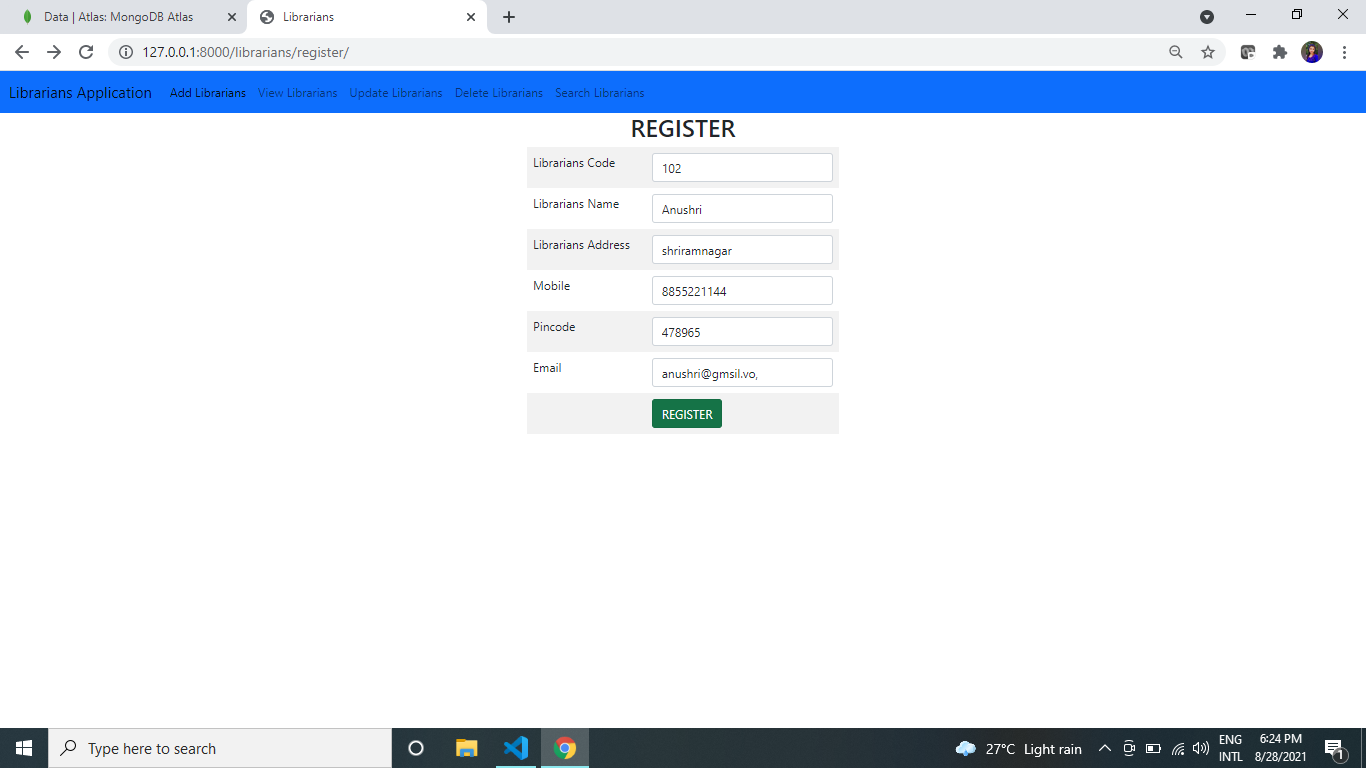 Data | Atlas: MongoDB Atlas
Librarians
127.0.0.1:8000/librarians/register/
Librarians Application Add Librarians View Librarians Update Librarians Delete Librarians Search Librarians
REGISTER
Librarians Code 102
Librarians Name Anushri
Librarians Address shriramnagar
Mobile 8855221144
Pincode 478965
Email anushri@gmsil.vo,
REGISTER
Type here to search
27°C Light rain
ENG
INTL
6:24 PM
8/28/2021
1